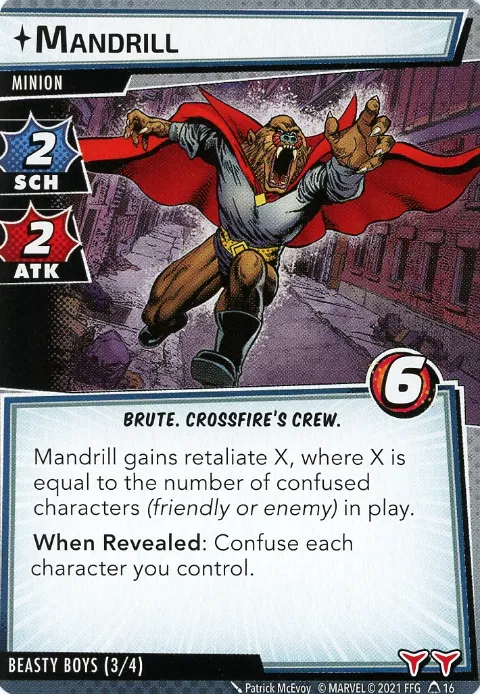 MANDRILL
MINION
2
SCH
2
ATK
6
BRUTE. CROSSFIRE'S CREW.
Mandrill gains retaliate X, where X is
equal to the number of confused
characters (friendly or enemy) in play.
When Revealed: Confuse each
character you control.
BEASTY BOYS (3/4)
Patrick McEvoy © MARVEL © 2021 FFG 16